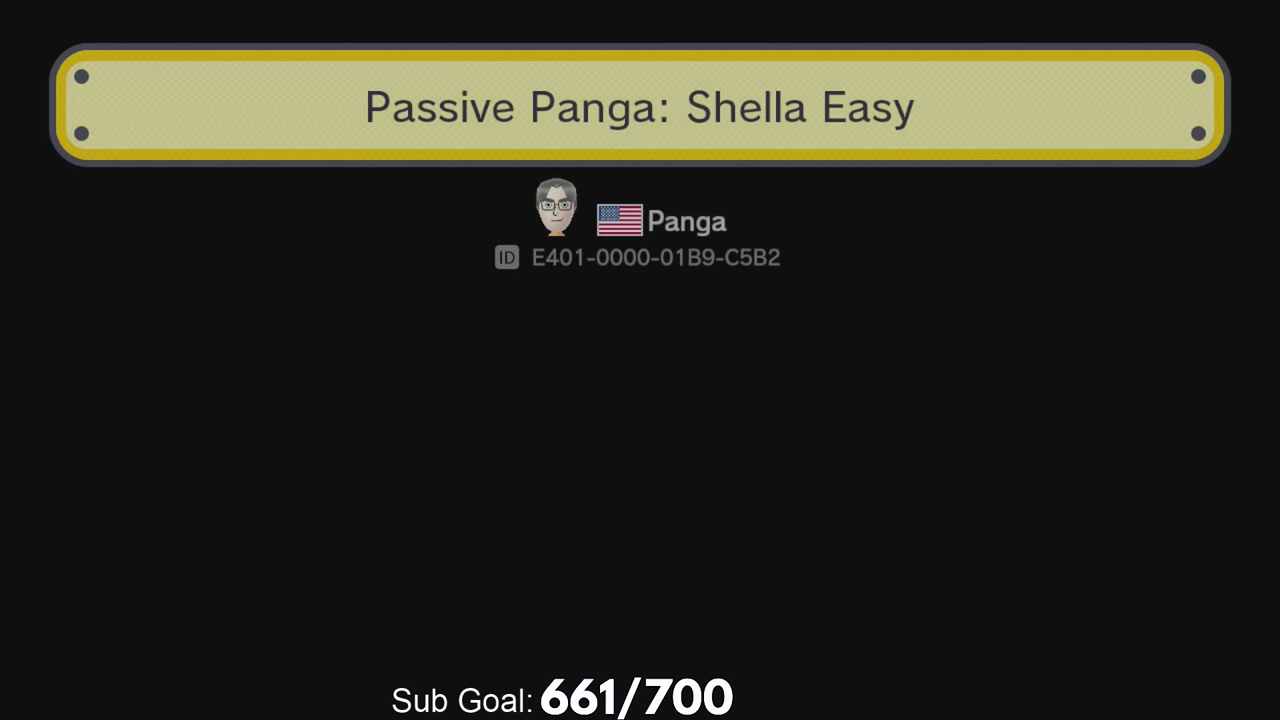 Passive Panga: Shella Easy
Panga
ID E401-0000-01B9-C5B2
Sub Goal: 661/700